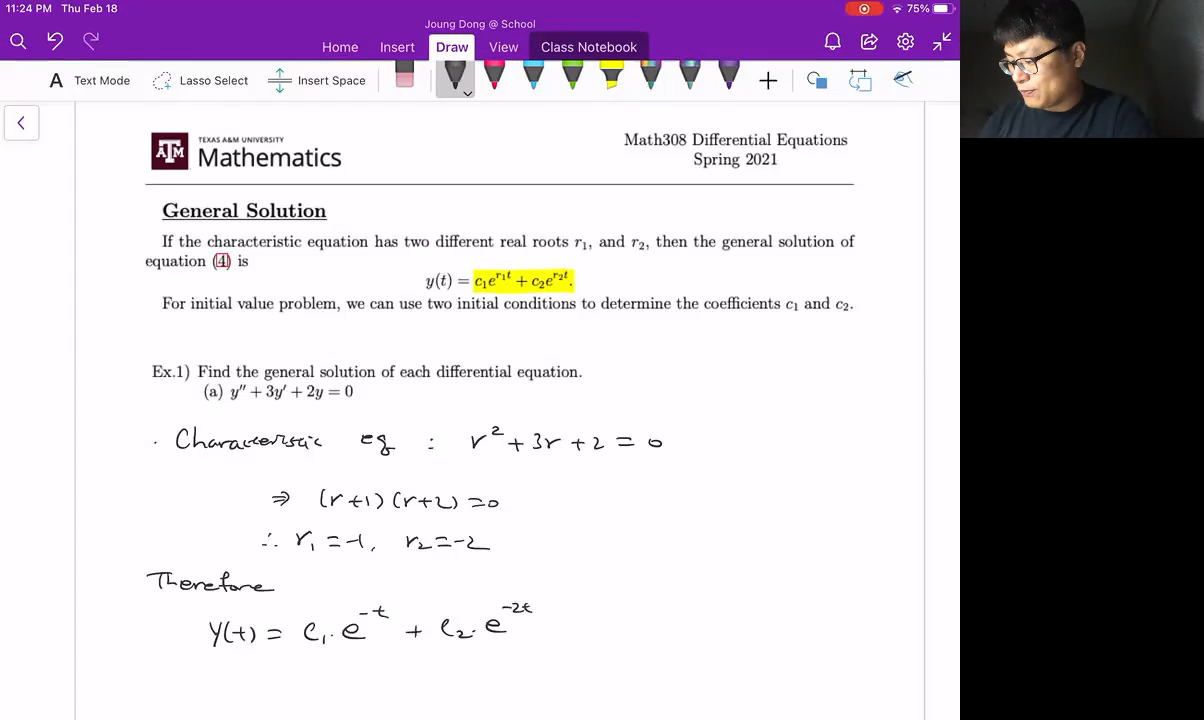 11:24 PM Thu Feb 18
75%
Joung Dong @ School
Home Insert Draw View Class Notebook
Text Mode Lasso Select Insert Space
TEXAS A&M UNIVERSITY
Mathematics
Math308 Differential Equations
Spring 2021
General Solution
If the characteristic equation has two different real roots r₁, and r₂, then the general solution of
equation (4) is
y(t) = c₁e^{r₁t} + c₂e^{r₂t}.
For initial value problem, we can use two initial conditions to determine the coefficients c₁ and c₂.
Ex.1) Find the general solution of each differential equation.
(a) y″ + 3y′ + 2y = 0
· Characteristic eq : r² + 3r + 2 = 0
⇒ (r+1)(r+2) = 0
∴ r₁ = -1, r₂ = -2
Therefore
y(t) = c₁· e^{-t} + c₂· e^{-2t}